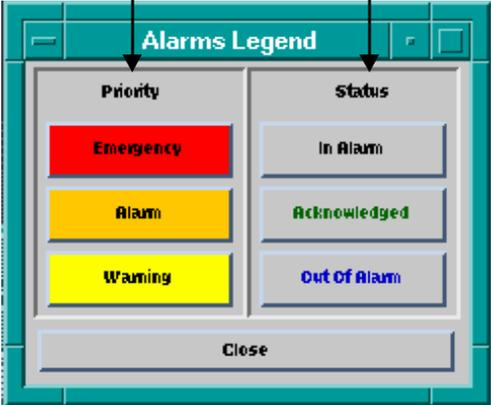 Alarms Legend
Priority
Emergency
Alarm
Warning
Status
In Alarm
Acknowledged
Out Of Alarm
Close